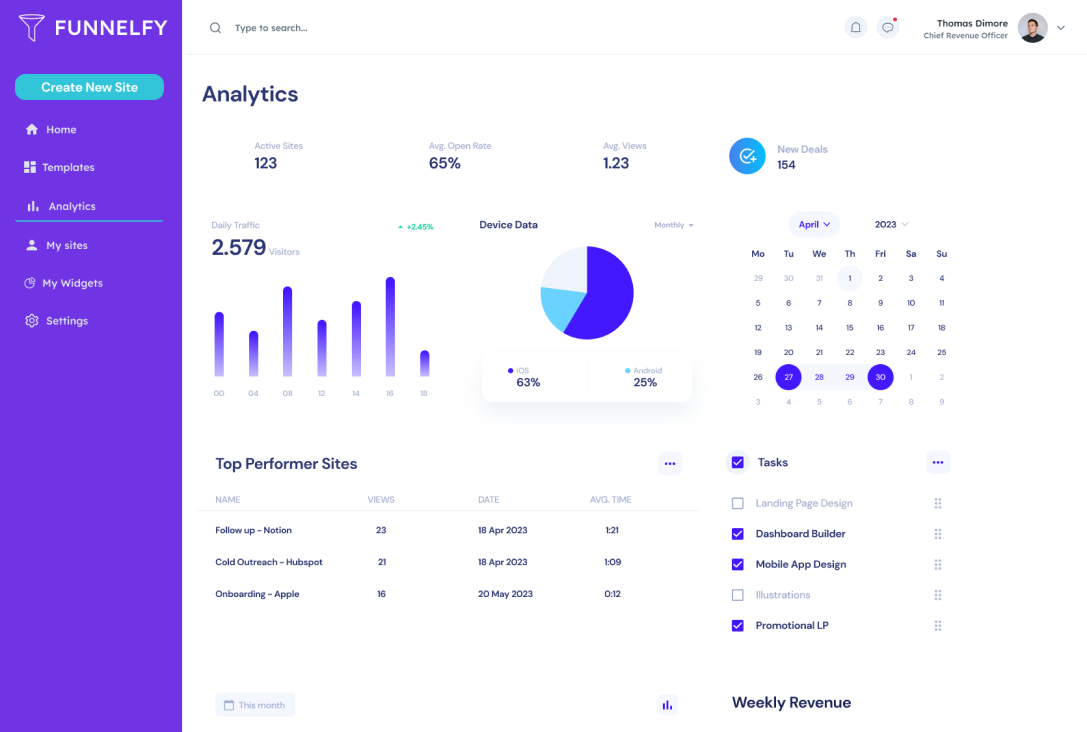 FUNNELFY
Type to search...
Thomas Dimore
Chief Revenue Officer
Create New Site
Home
Templates
Analytics
My sites
My Widgets
Settings
Analytics
Active Sites
123
Avg. Open Rate
65%
Avg. Views
1.23
New Deals
154
Daily Traffic
2.579 Visitors
+2.45%
00 04 08 12 14 16 18
Device Data
Monthly
iOS
63%
Android
25%
April 2023
Mo Tu We Th Fri Sa Su
29 30 31 1 2 3 4
5 6 7 8 9 10 11
12 13 14 15 16 17 18
19 20 21 22 23 24 25
26 27 28 29 30 1 2
3 4 5 6 7 8 9
Top Performer Sites
NAME VIEWS DATE AVG. TIME
Follow up - Notion 23 18 Apr 2023 1:21
Cold Outreach - Hubspot 21 18 Apr 2023 1:09
Onboarding - Apple 16 20 May 2023 0:12
Tasks
Landing Page Design
Dashboard Builder
Mobile App Design
Illustrations
Promotional LP
This month
Weekly Revenue